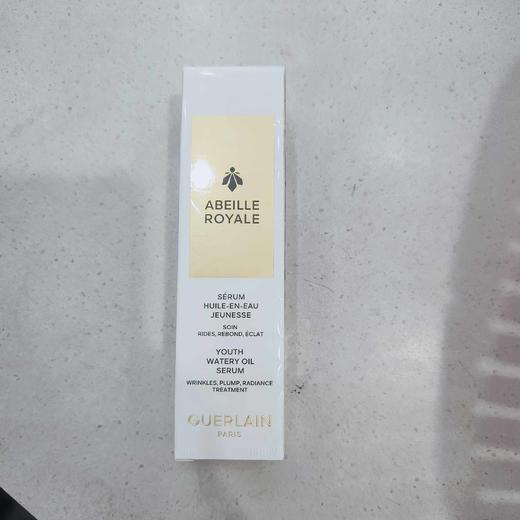 ABEILLE
ROYALE
SÉRUM
HUILE-EN-EAU
JEUNESSE
SOIN
RIDES, REBOND, ÉCLAT
YOUTH
WATERY OIL
SERUM
WRINKLES, PLUMP, RADIANCE
TREATMENT
GUERLAIN
PARIS